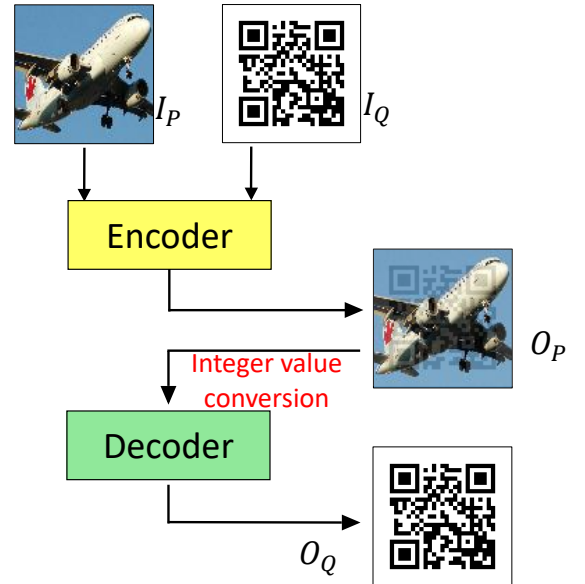 I_P
I_Q
Encoder
O_P
Integer value
conversion
Decoder
O_Q